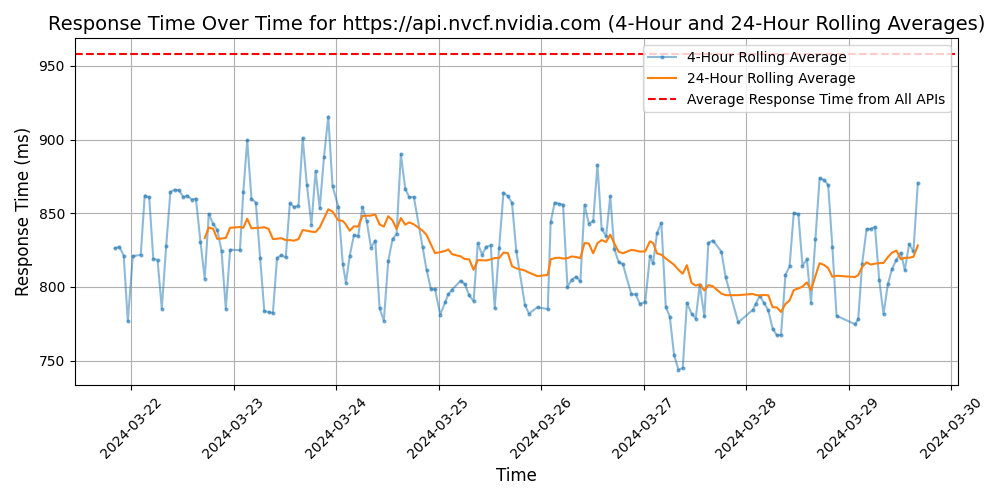 Response Time Over Time for https://api.nvcf.nvidia.com (4-Hour and 24-Hour Rolling Averages)
4-Hour Rolling Average
24-Hour Rolling Average
Average Response Time from All APIs
Response Time (ms)
950
900
850
800
750
2024-03-22
2024-03-23
2024-03-24
2024-03-25
2024-03-26
2024-03-27
2024-03-28
2024-03-29
2024-03-30
Time